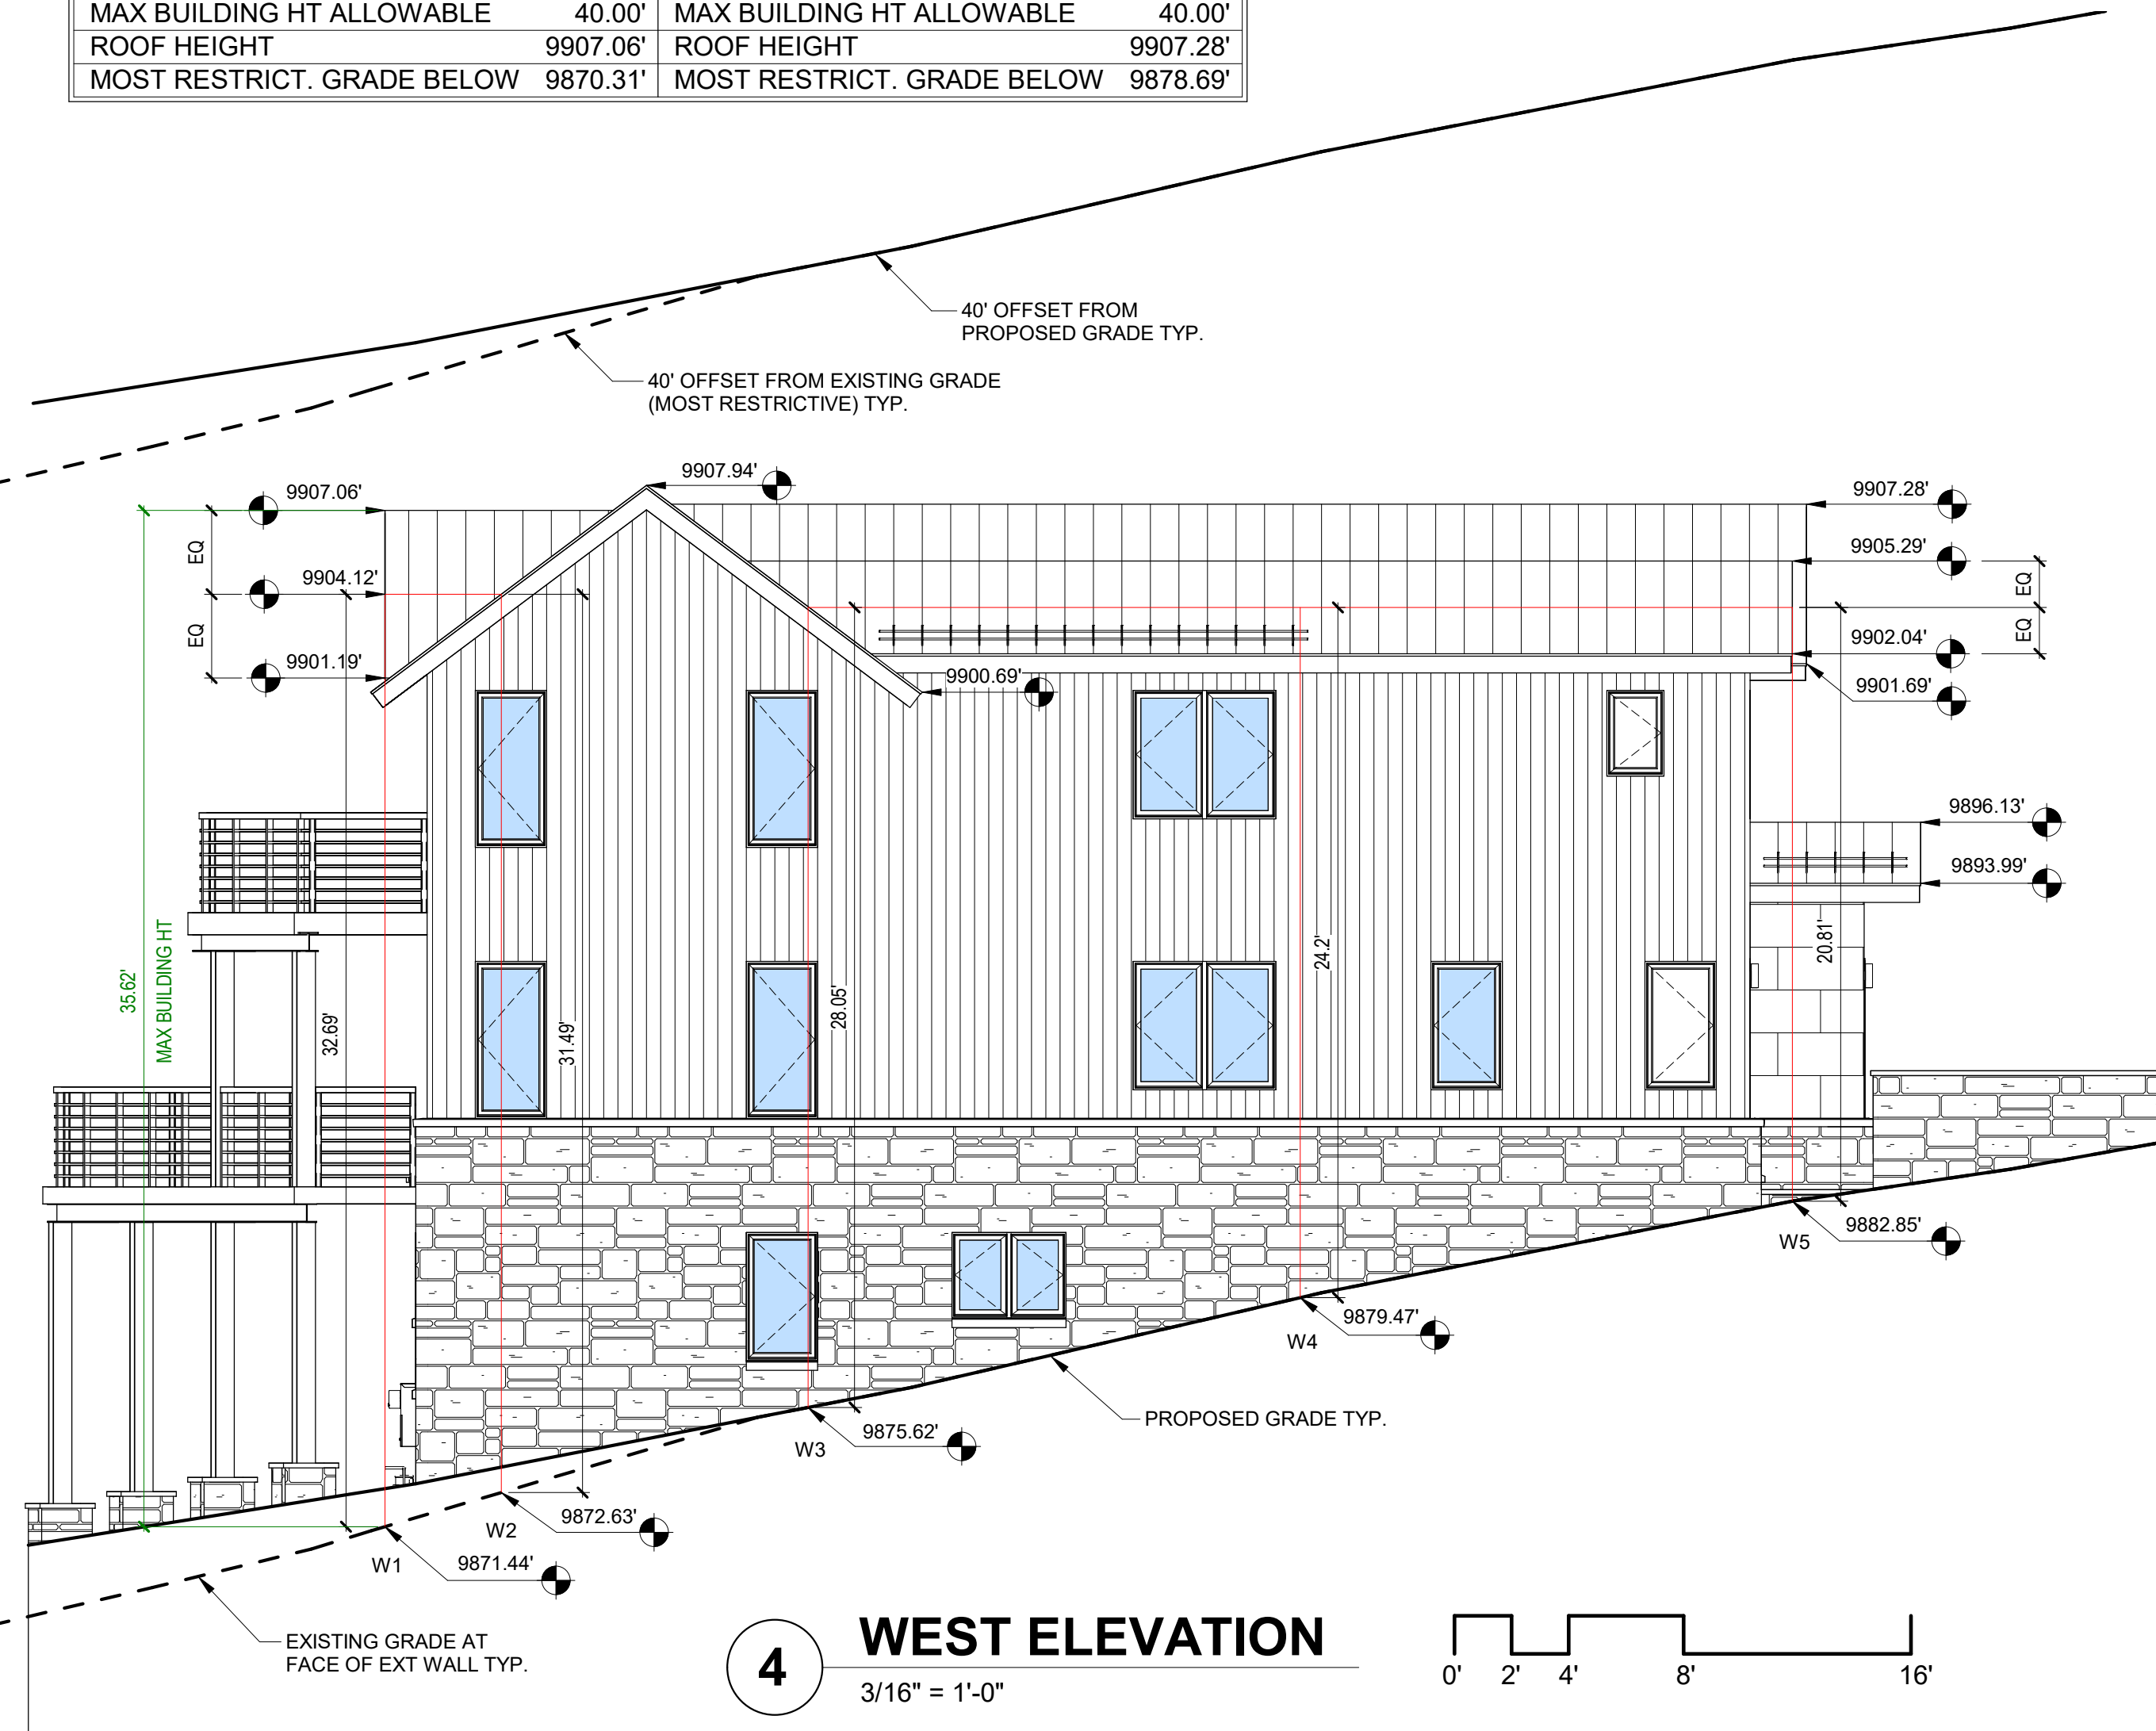 MAX BUILDING HT ALLOWABLE 40.00' MAX BUILDING HT ALLOWABLE 40.00'
ROOF HEIGHT 9907.06' ROOF HEIGHT 9907.28'
MOST RESTRICT. GRADE BELOW 9870.31' MOST RESTRICT. GRADE BELOW 9878.69'
40' OFFSET FROM
PROPOSED GRADE TYP.
40' OFFSET FROM EXISTING GRADE
(MOST RESTRICTIVE) TYP.
9907.94'
9907.06'
9907.28'
EQ
9905.29'
9904.12'
EQ
EQ
9902.04'
EQ
9901.19'
9900.69'
9901.69'
9896.13'
9893.99'
35.62'
MAX BUILDING HT
32.69'
31.49'
28.05'
24.2'
20.81'
9882.85'
W5
9879.47'
W4
PROPOSED GRADE TYP.
9875.62'
W3
9872.63'
W2
9871.44'
W1
EXISTING GRADE AT
FACE OF EXT WALL TYP.
4
WEST ELEVATION
3/16" = 1'-0"
0' 2' 4' 8' 16'